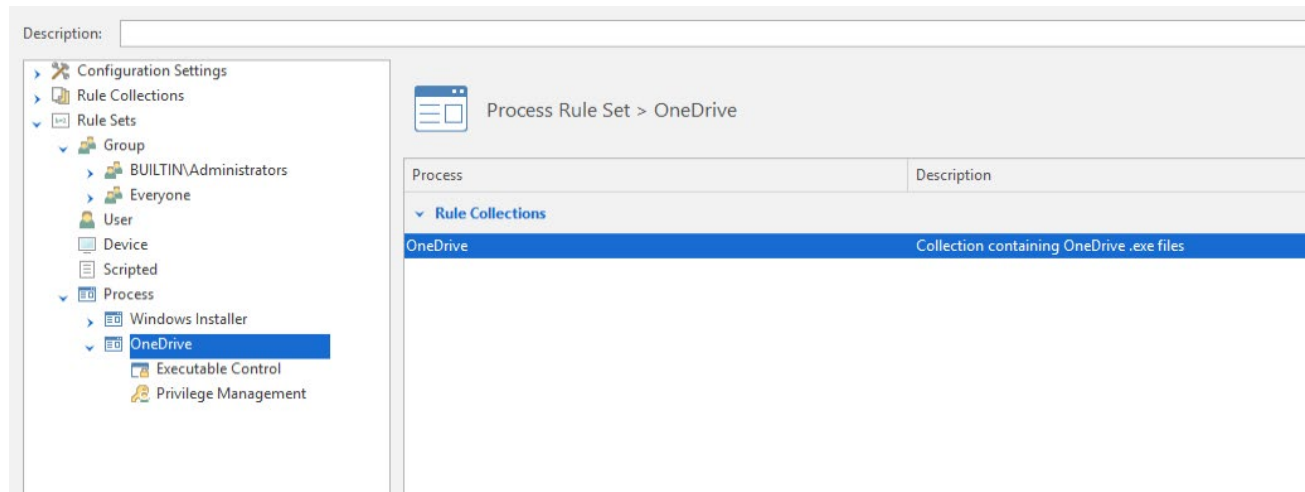 Description:
Configuration Settings
Rule Collections
Rule Sets
Group
BUILTIN\Administrators
Everyone
User
Device
Scripted
Process
Windows Installer
OneDrive
Executable Control
Privilege Management
Process Rule Set > OneDrive
Process Description
Rule Collections
OneDrive Collection containing OneDrive .exe files